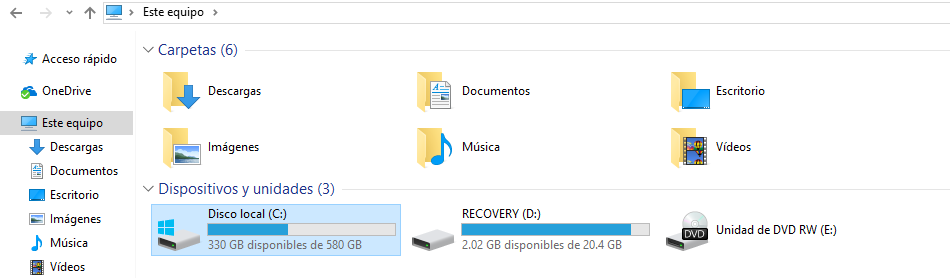 Este equipo
Acceso rápido
OneDrive
Este equipo
Descargas
Documentos
Escritorio
Imágenes
Música
Vídeos
Carpetas (6)
Descargas
Documentos
Escritorio
Imágenes
Música
Vídeos
Dispositivos y unidades (3)
Disco local (C:)
330 GB disponibles de 580 GB
RECOVERY (D:)
2.02 GB disponibles de 20.4 GB
DVD
Unidad de DVD RW (E:)